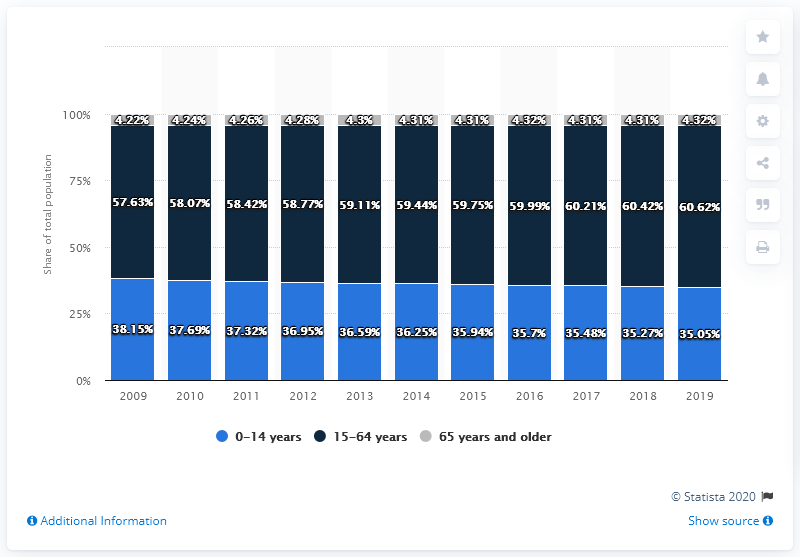 Share of total population
100%
75%
50%
25%
0%
4.22% 4.24% 4.26% 4.28% 4.3% 4.31% 4.31% 4.32% 4.31% 4.31% 4.32%
57.63% 58.07% 58.42% 58.77% 59.11% 59.44% 59.75% 59.99% 60.21% 60.42% 60.62%
38.15% 37.69% 37.32% 36.95% 36.59% 36.25% 35.94% 35.7% 35.48% 35.27% 35.05%
2009 2010 2011 2012 2013 2014 2015 2016 2017 2018 2019
0–14 years 15–64 years 65 years and older
© Statista 2020
Additional Information Show source